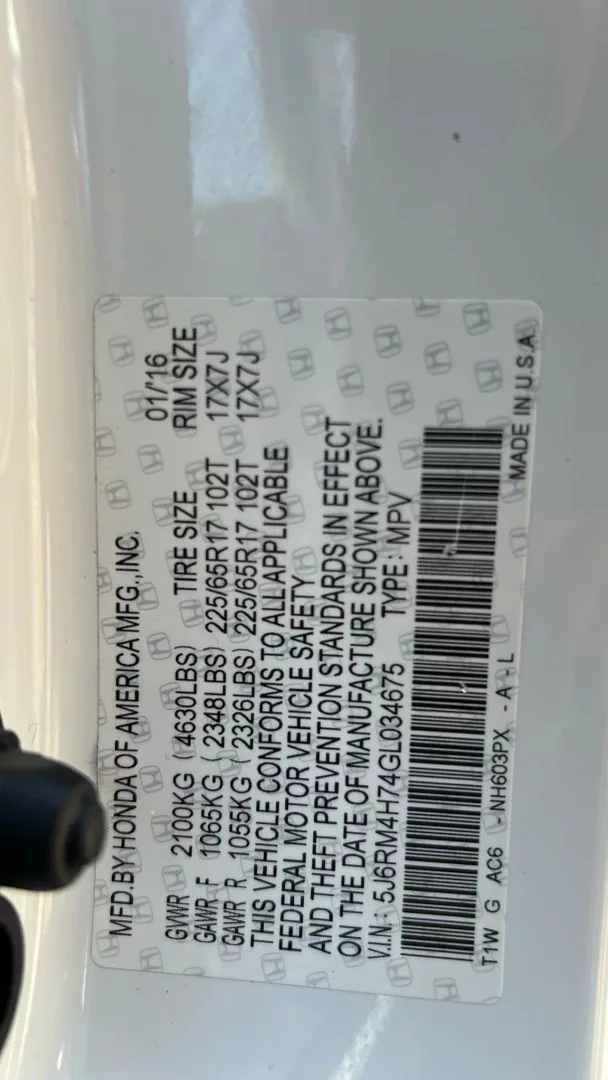 MFD. BY HONDA OF AMERICA MFG., INC. 01/'16
GVWR 2100KG (4630LBS) TIRE SIZE RIM SIZE
GAWR F 1065KG (2348LBS) 225/65R17 102T 17X7J
GAWR R 1055KG (2326LBS) 225/65R17 102T 17X7J
THIS VEHICLE CONFORMS TO ALL APPLICABLE
FEDERAL MOTOR VEHICLE SAFETY
AND THEFT PREVENTION STANDARDS IN EFFECT
ON THE DATE OF MANUFACTURE SHOWN ABOVE.
V.I.N.: 5J6RM4H74GL034675 TYPE: MPV
T1W G AC6 - NH603PX - A - L MADE IN U.S.A.